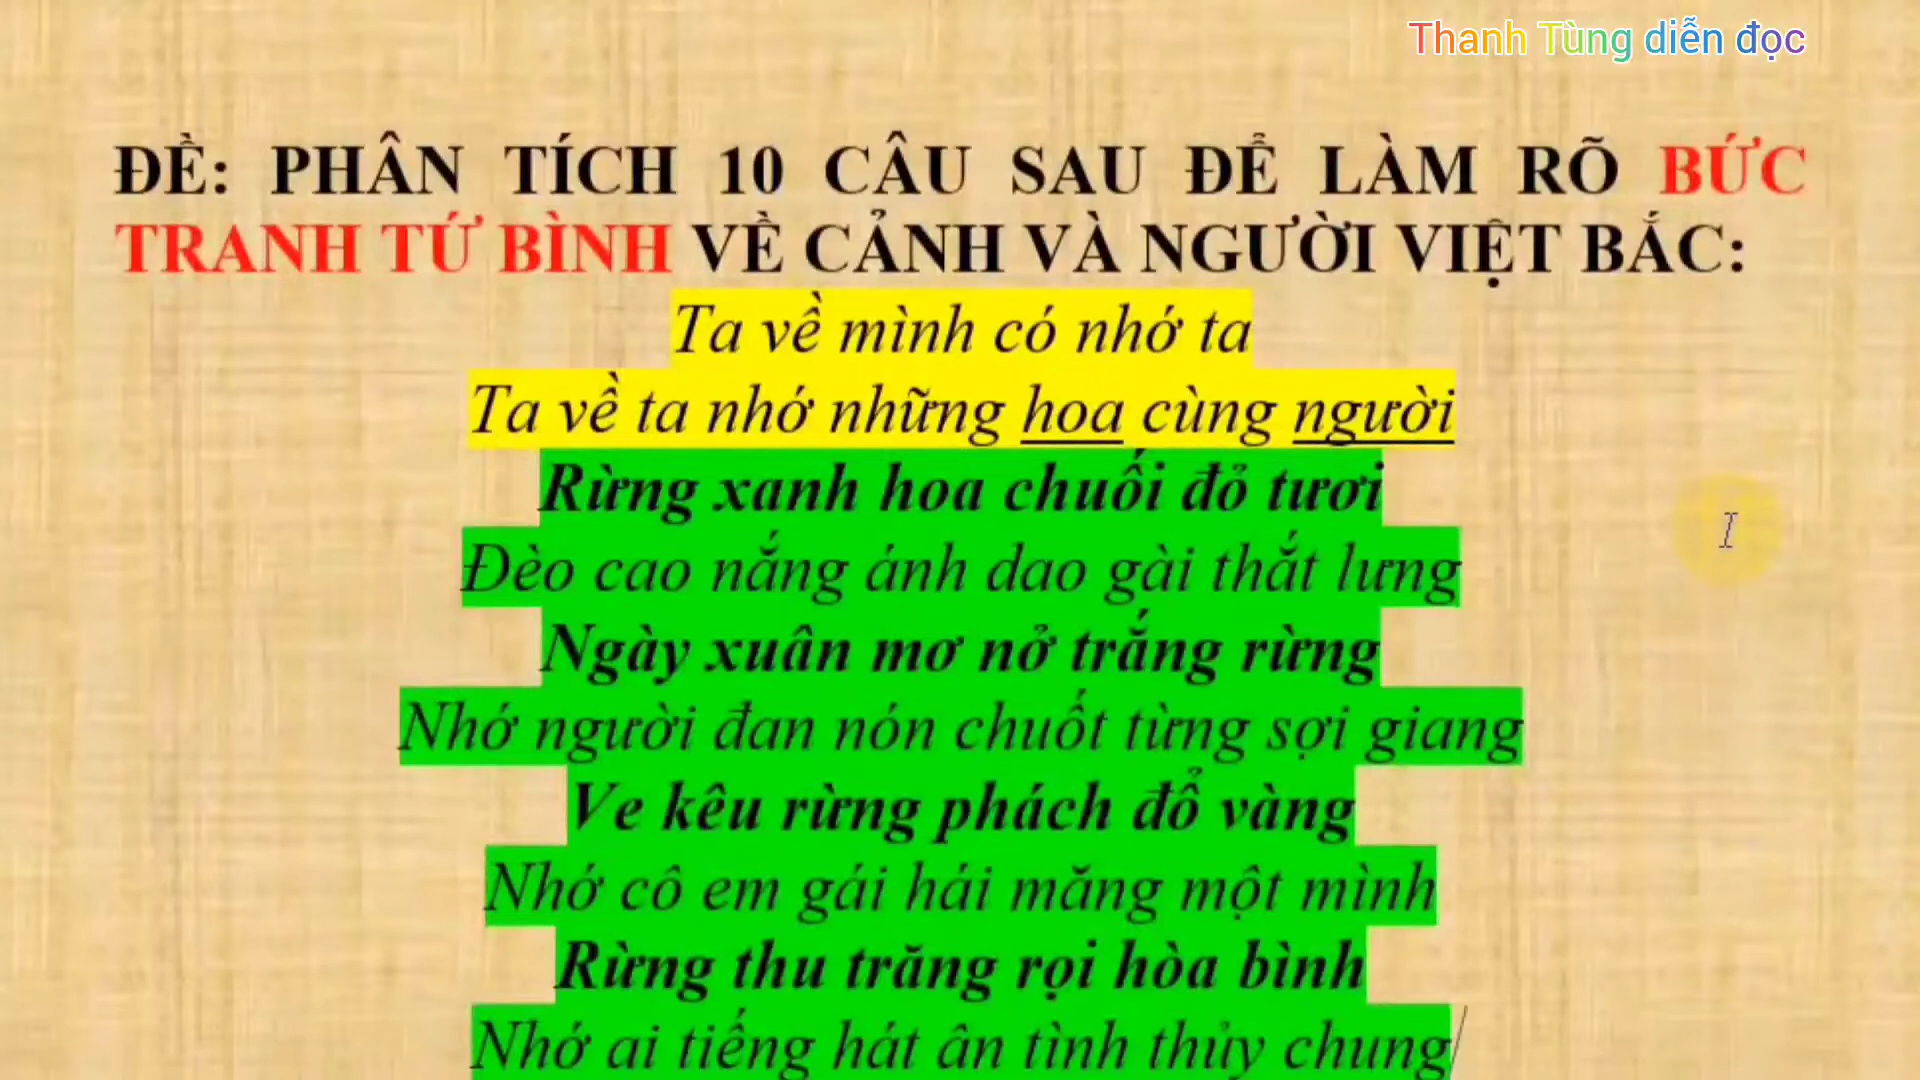 Thanh Tùng diễn đọc
ĐỀ: PHÂN TÍCH 10 CÂU SAU ĐỂ LÀM RÕ BỨC
TRANH TỨ BÌNH VỀ CẢNH VÀ NGƯỜI VIỆT BẮC:
Ta về mình có nhớ ta
Ta về ta nhớ những hoa cùng người
Rừng xanh hoa chuối đỏ tươi
Đèo cao nắng ánh dao gài thắt lưng
Ngày xuân mơ nở trắng rừng
Nhớ người đan nón chuốt từng sợi giang
Ve kêu rừng phách đổ vàng
Nhớ cô em gái hái măng một mình
Rừng thu trăng rọi hòa bình
Nhớ ai tiếng hát ân tình thủy chung